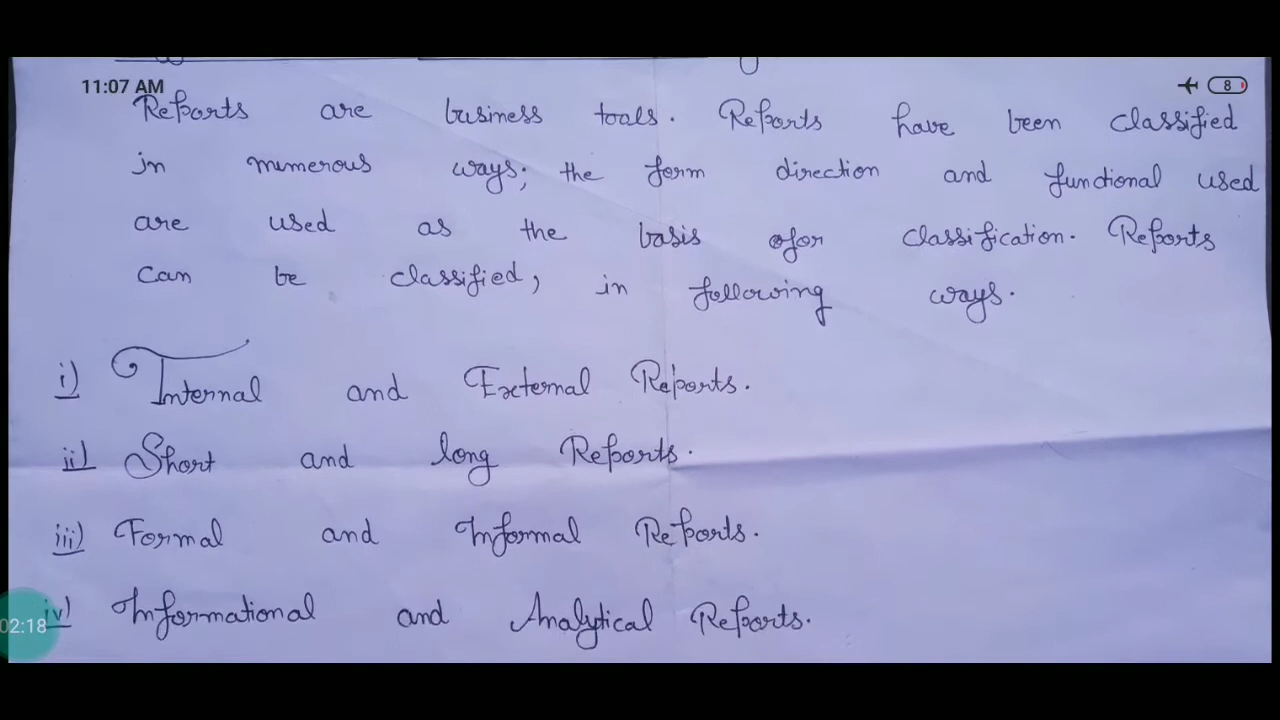 11:07 AM
8
Reports are business tools. Reports have been classified
in numerous ways; the form direction and functional used
are used as the basis ofor classification. Reports
can be classified, in following ways.
i) Internal and External Reports.
ii) Short and long Reports.
iii) Formal and Informal Reports.
iv) Informational and Analytical Reports.
02:18